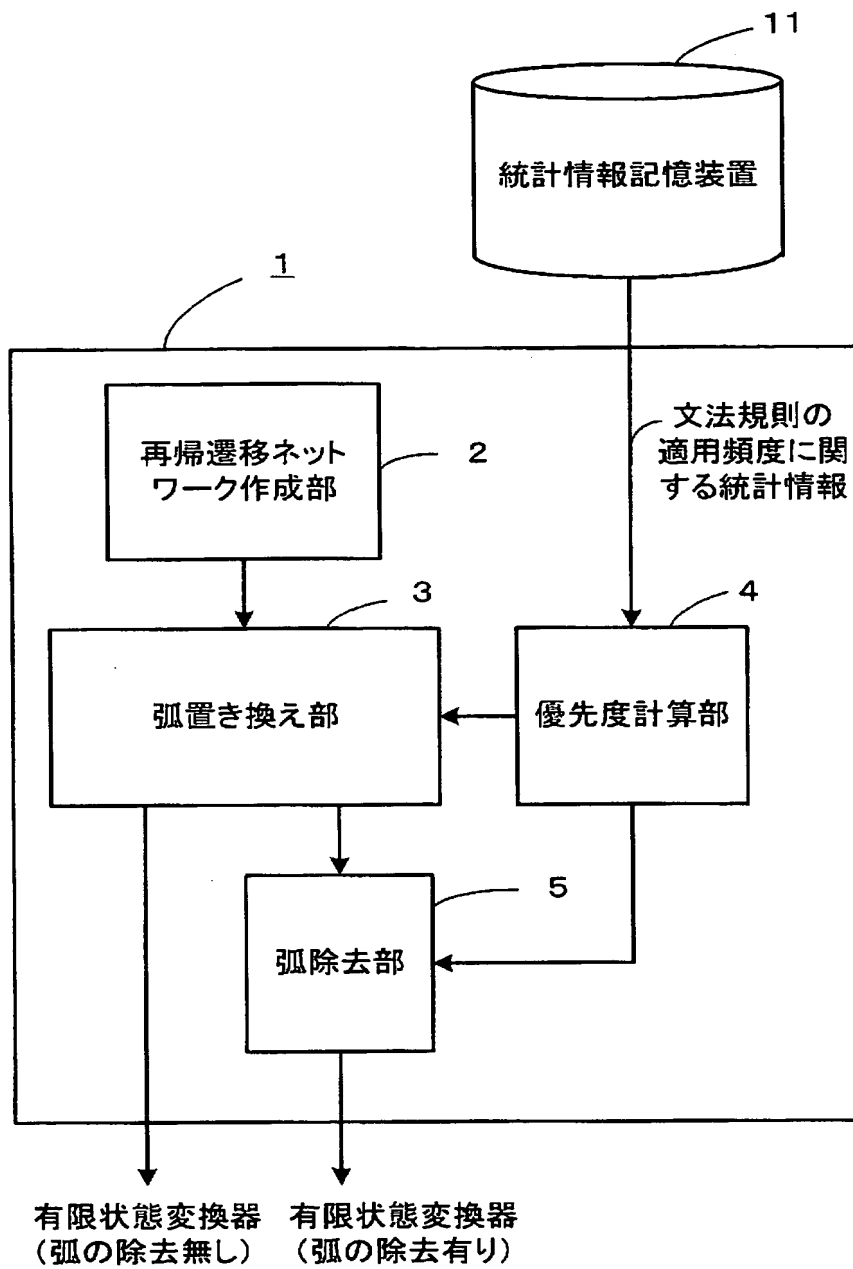 11
統計情報記憶装置
1
文法規則の
適用頻度に関
する統計情報
再帰遷移ネット
ワーク作成部
2
3
4
弧置き換え部
優先度計算部
5
弧除去部
有限状態変換器
(弧の除去無し)
有限状態変換器
(弧の除去有り)